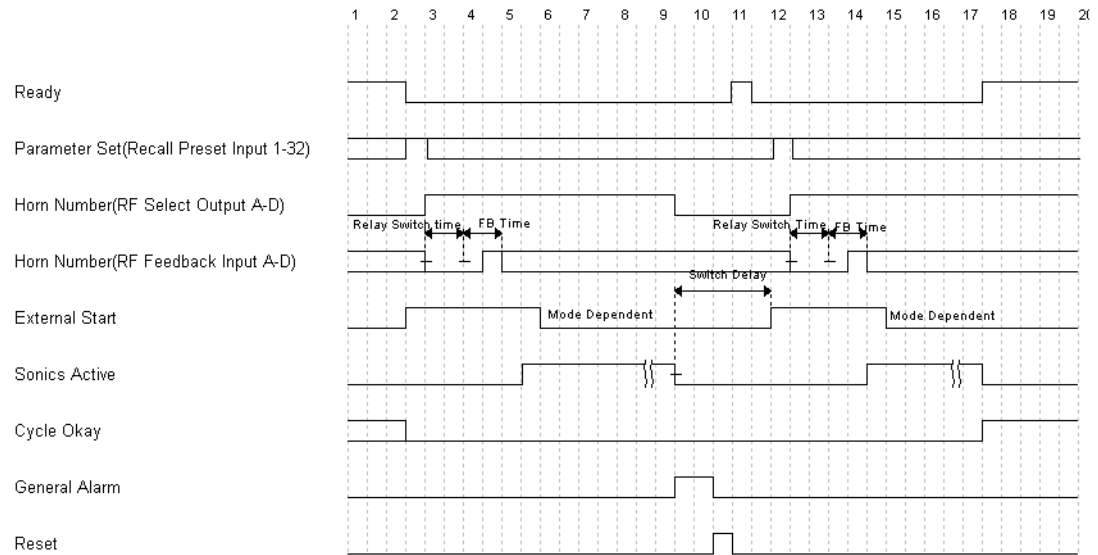 1 2 3 4 5 6 7 8 9 10 11 12 13 14 15 16 17 18 19 20
Ready
Parameter Set(Recall Preset Input 1-32)
Horn Number(RF Select Output A-D)
Relay Switch time FB Time Relay Switch Time FB Time
Horn Number(RF Feedback Input A-D)
Switch Delay
External Start Mode Dependent Mode Dependent
Sonics Active
Cycle Okay
General Alarm
Reset